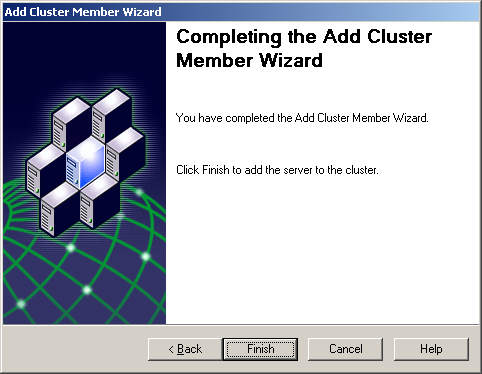 Add Cluster Member Wizard
Completing the Add Cluster
Member Wizard
You have completed the Add Cluster Member Wizard.
Click Finish to add the server to the cluster.
< Back
Finish
Cancel
Help